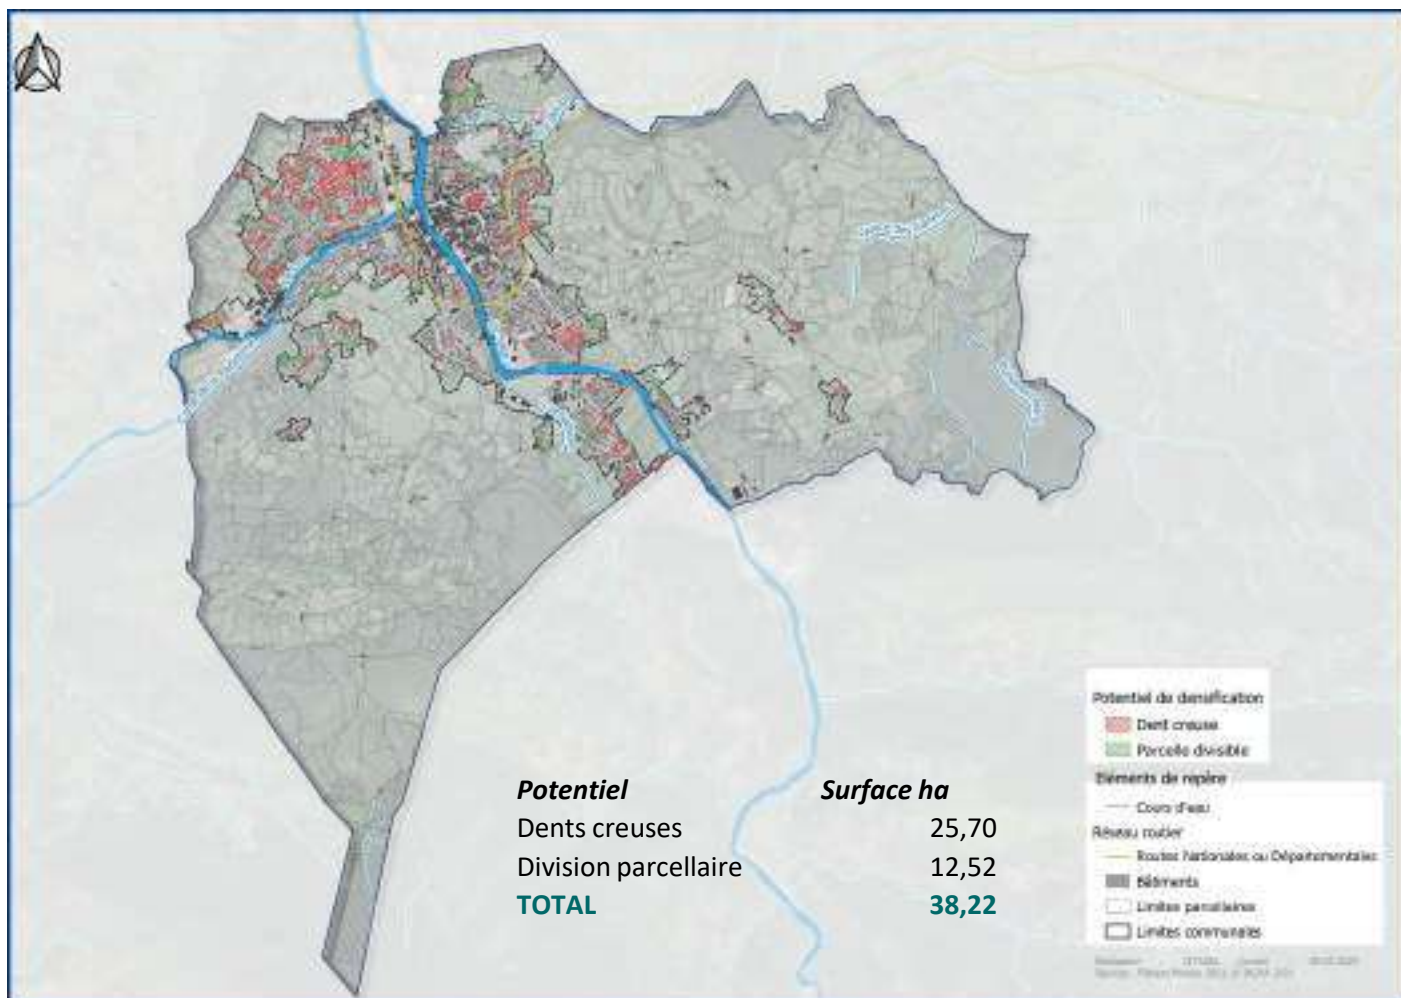 Potentiel de densification
Dent creuse
Parcelle divisible
Eléments de repère
Cours d'eau
Réseau routier
Routes Nationales ou Départementales
Bâtiments
Limites parcellaires
Limites communales
Potentiel Surface ha
Dents creuses 25,70
Division parcellaire 12,52
TOTAL 38,22